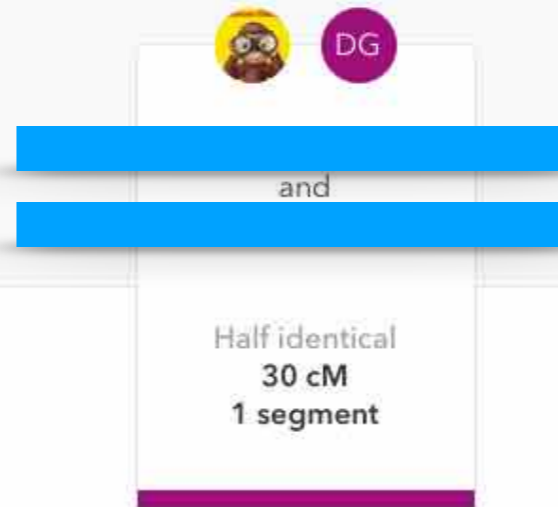 DG
and
Half identical
30 cM
1 segment